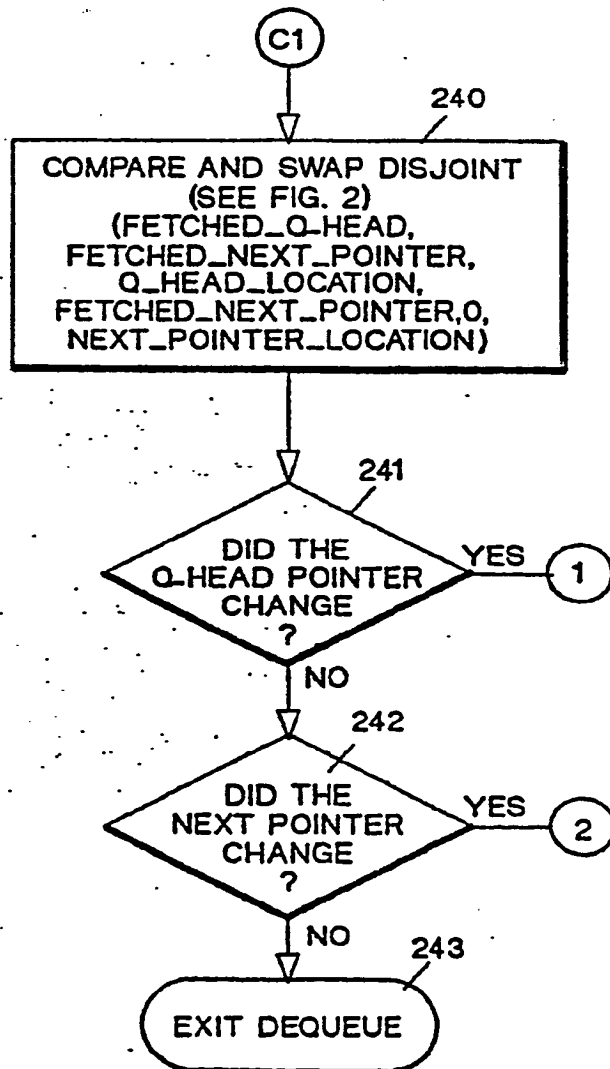 C1
240
COMPARE AND SWAP DISJOINT
(SEE FIG. 2)
(FETCHED_Q_HEAD,
FETCHED_NEXT_POINTER,
Q_HEAD_LOCATION,
FETCHED_NEXT_POINTER,0,
NEXT_POINTER_LOCATION)
241
DID THE
Q_HEAD POINTER
CHANGE
?
YES
1
NO
242
DID THE
NEXT POINTER
CHANGE
?
YES
2
NO
243
EXIT DEQUEUE